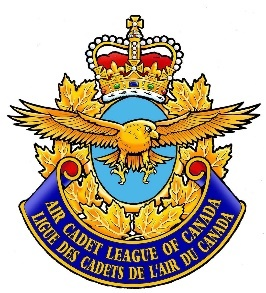 AIR CADET LEAGUE OF CANADA
LIGUE DES CADETS DE L'AIR DU CANADA